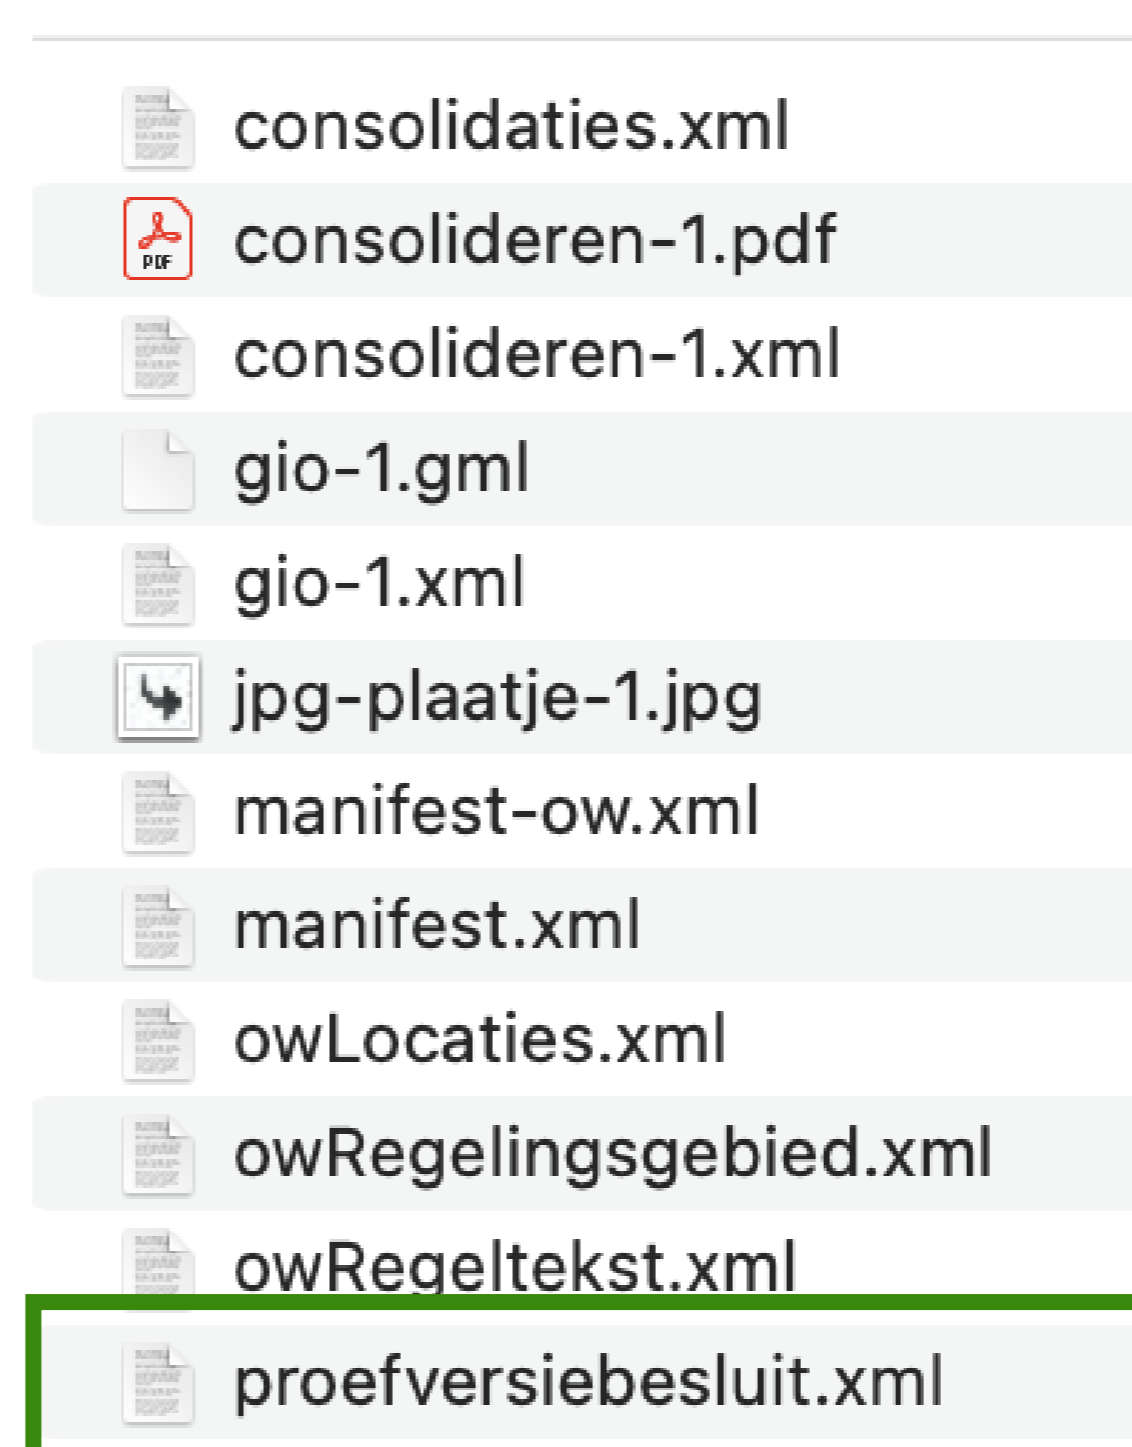 consolidaties.xml
PDF
consolideren-1.pdf
consolideren-1.xml
gio-1.gml
gio-1.xml
jpg-plaatje-1.jpg
manifest-ow.xml
manifest.xml
owLocaties.xml
owRegelingsgebied.xml
owRegeltekst.xml
proefversiebesluit.xml